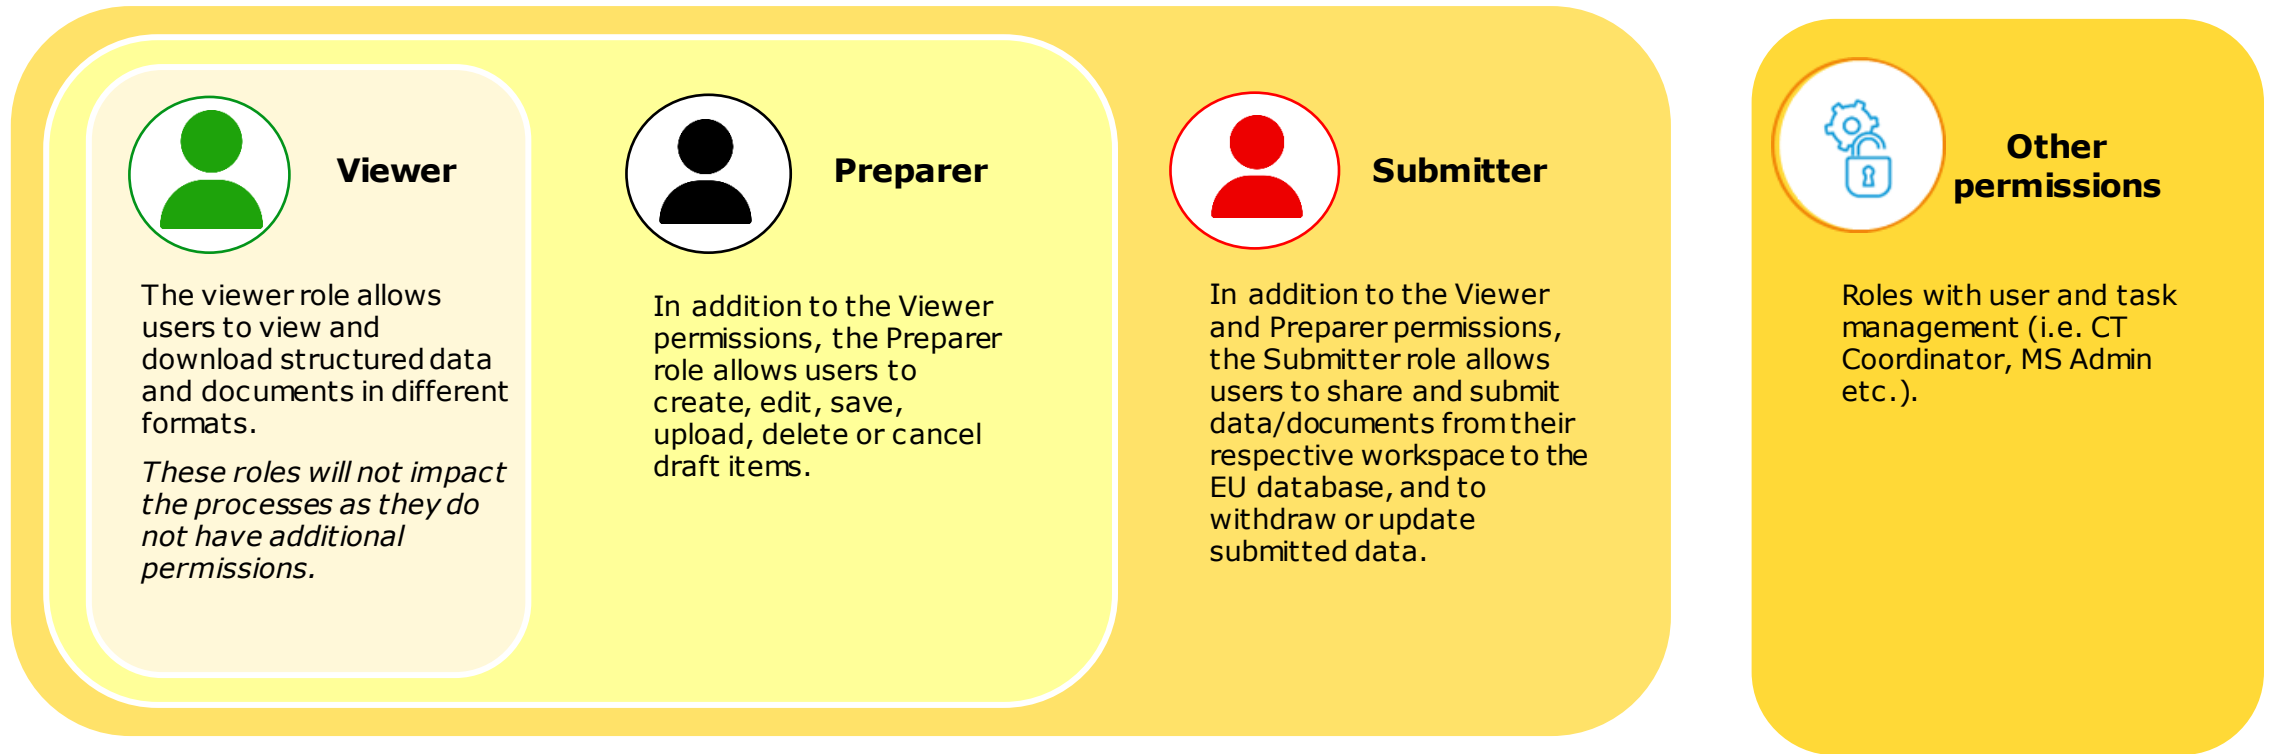 Viewer
The viewer role allows
users to view and
download structured data
and documents in different
formats.
These roles will not impact
the processes as they do
not have additional
permissions.
Preparer
In addition to the Viewer
permissions, the Preparer
role allows users to
create, edit, save,
upload, delete or cancel
draft items.
Submitter
In addition to the Viewer
and Preparer permissions,
the Submitter role allows
users to share and submit
data/documents from their
respective workspace to the
EU database, and to
withdraw or update
submitted data.
Other
permissions
Roles with user and task
management (i.e. CT
Coordinator, MS Admin
etc.).